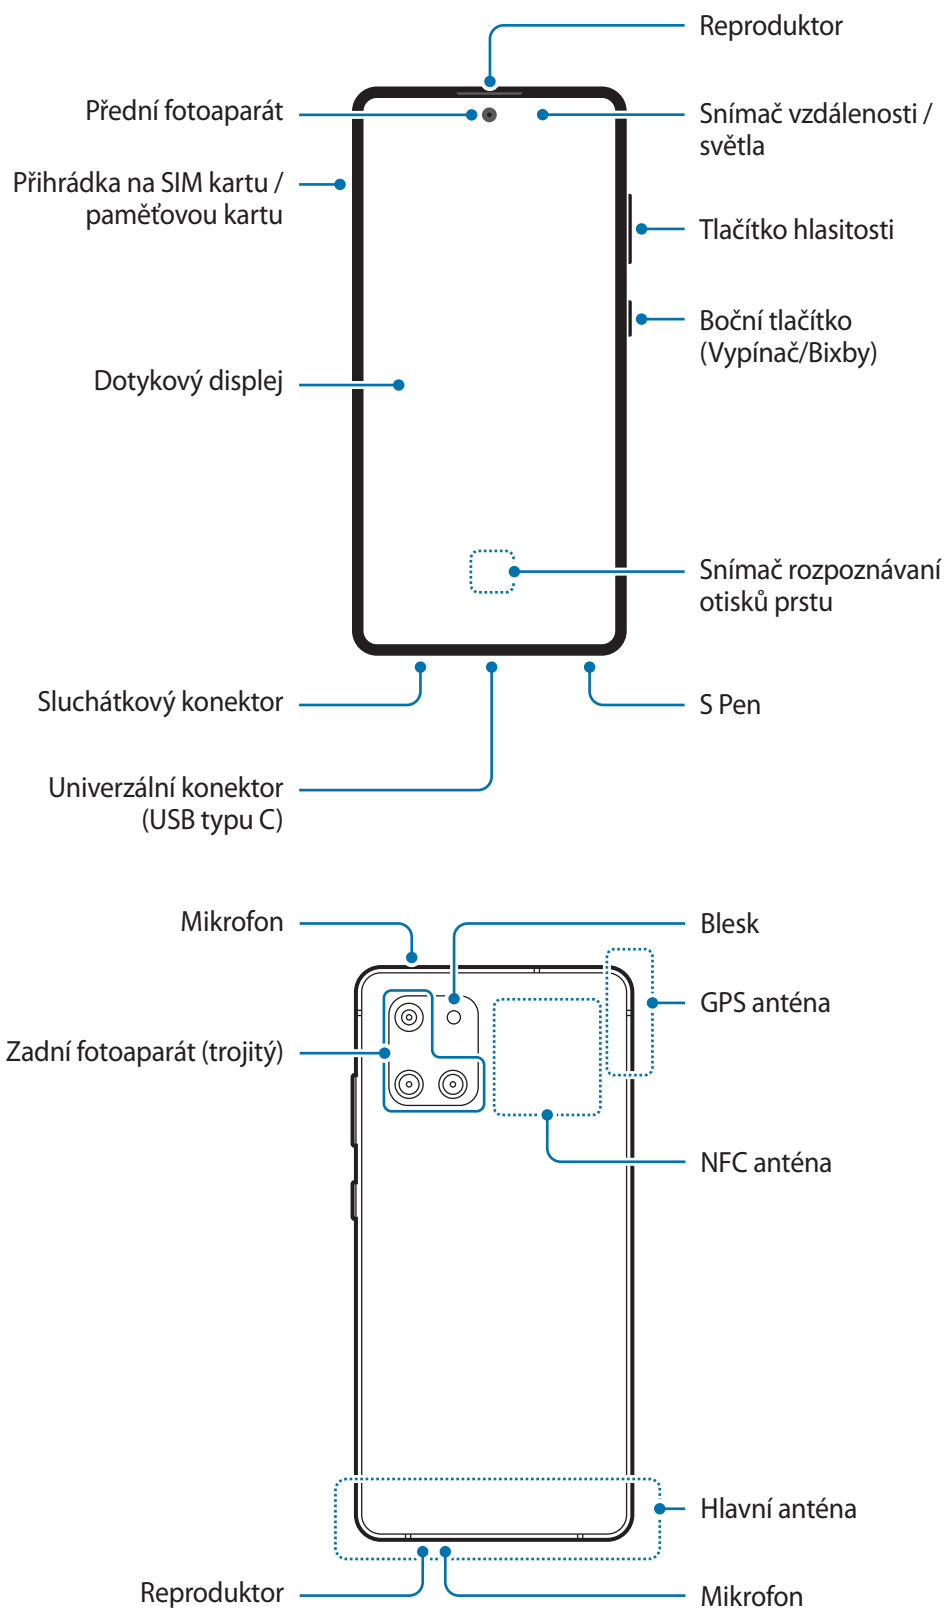 Reproduktor
Přední fotoaparát
Snímač vzdálenosti /
světla
Přihrádka na SIM kartu /
paměťovou kartu
Tlačítko hlasitosti
Boční tlačítko
(Vypínač/Bixby)
Dotykový displej
Snímač rozpoznávaní
otisků prstu
Sluchátkový konektor
S Pen
Univerzální konektor
(USB typu C)
Mikrofon
Blesk
GPS anténa
Zadní fotoaparát (trojitý)
NFC anténa
Hlavní anténa
Reproduktor
Mikrofon